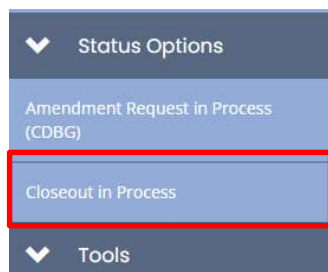 Status Options
Amendment Request in Process
(CDBG)
Closeout in Process
Tools